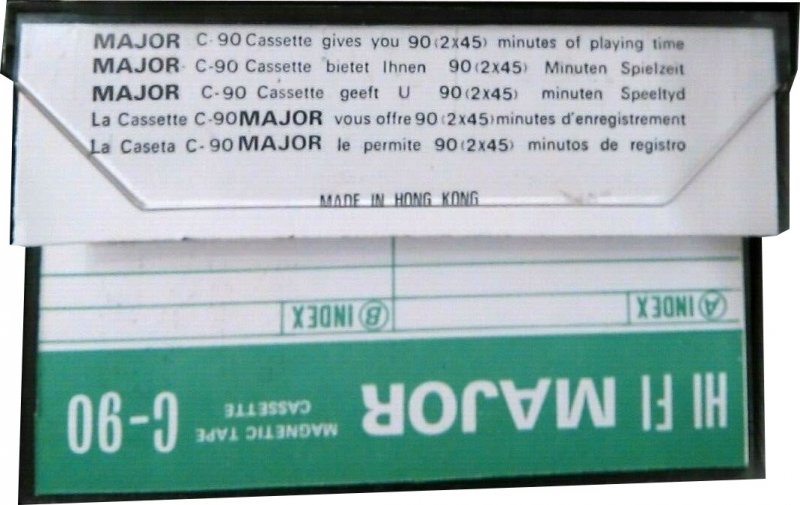 MAJOR C-90 Cassette gives you 90 (2x45) minutes of playing time
MAJOR C-90 Cassette bietet Ihnen 90 (2x45) Minuten Spielzeit
MAJOR C-90 Cassette geeft U 90 (2x45) minuten Speeltyd
La Cassette C-90 MAJOR vous offre 90 (2x45) minutes d'enregistrement
La Caseta C-90 MAJOR le permite 90 (2x45) minutos de registro
MADE IN HONG KONG
HI FI MAJOR MAGNETIC TAPE CASSETTE C-90
A INDEX
B INDEX